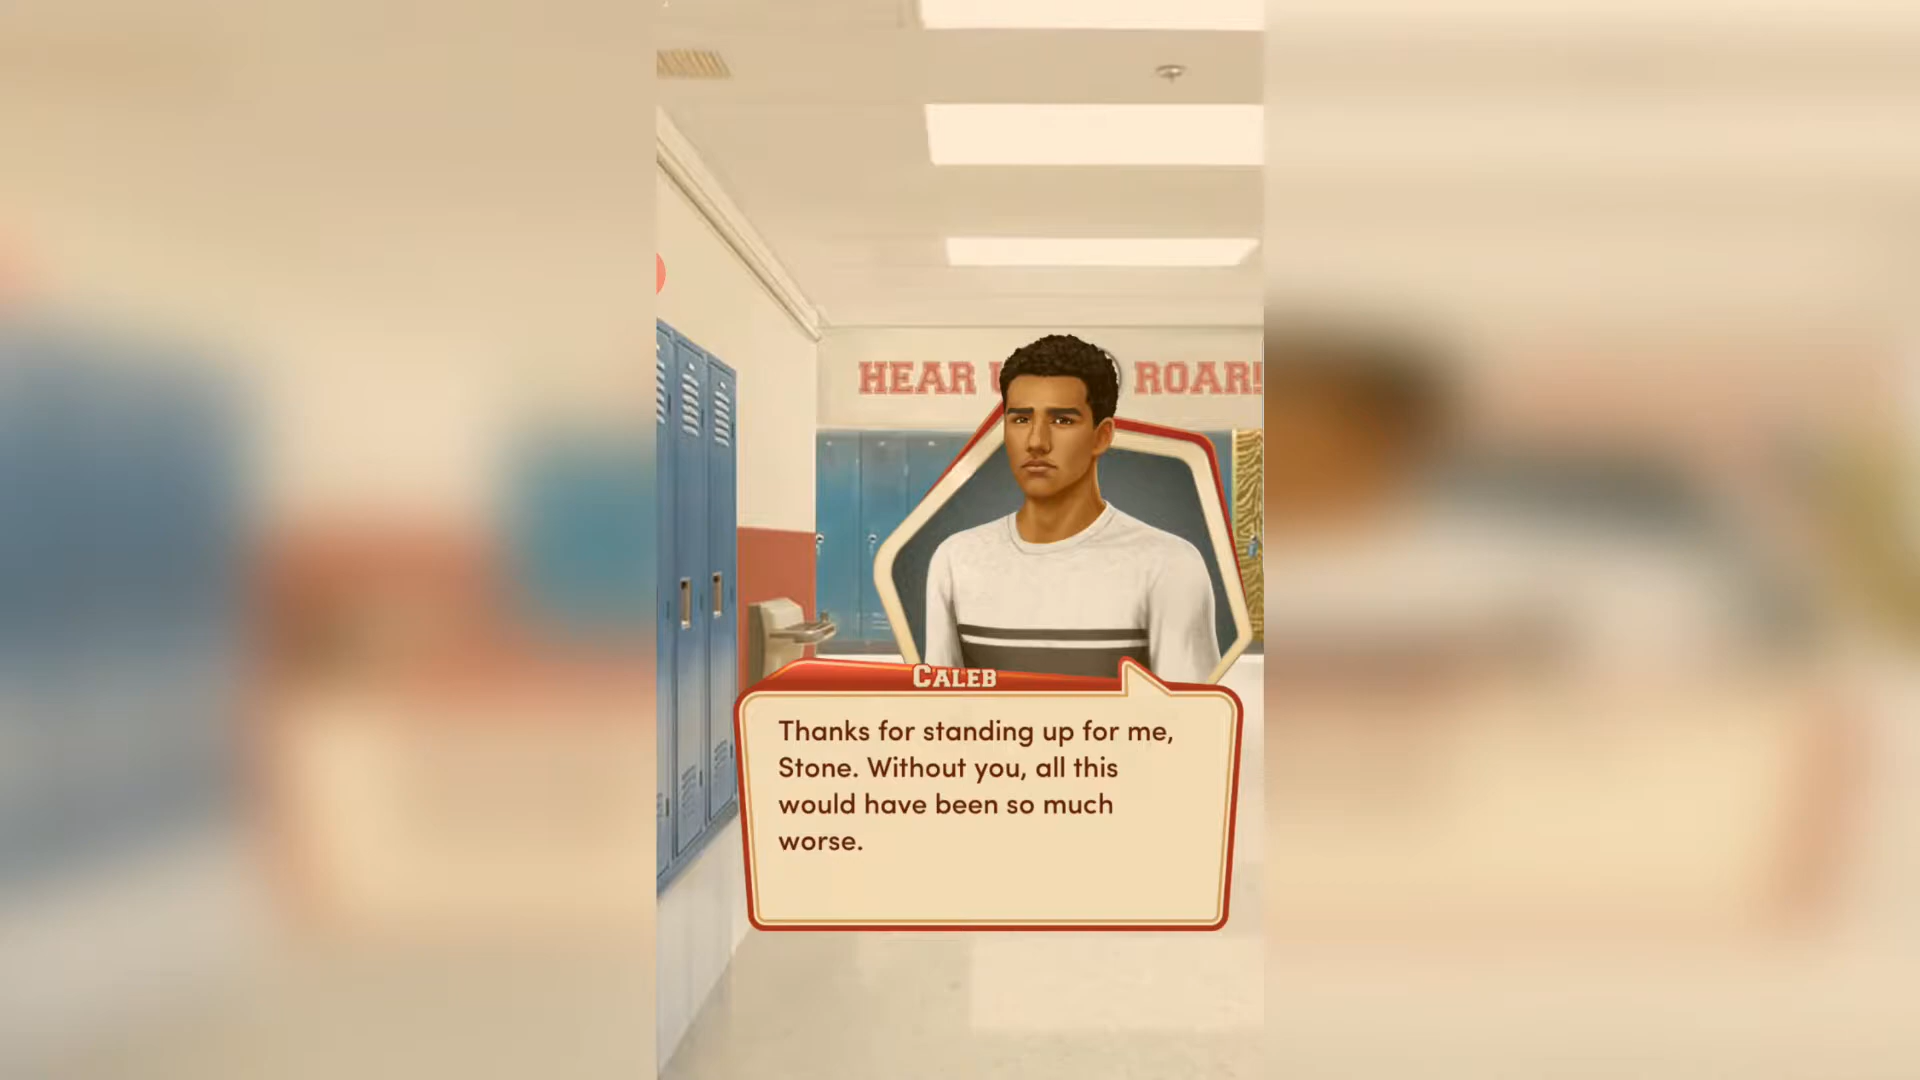 HEAR U ROAR!
CALEB
Thanks for standing up for me,
Stone. Without you, all this
would have been so much
worse.